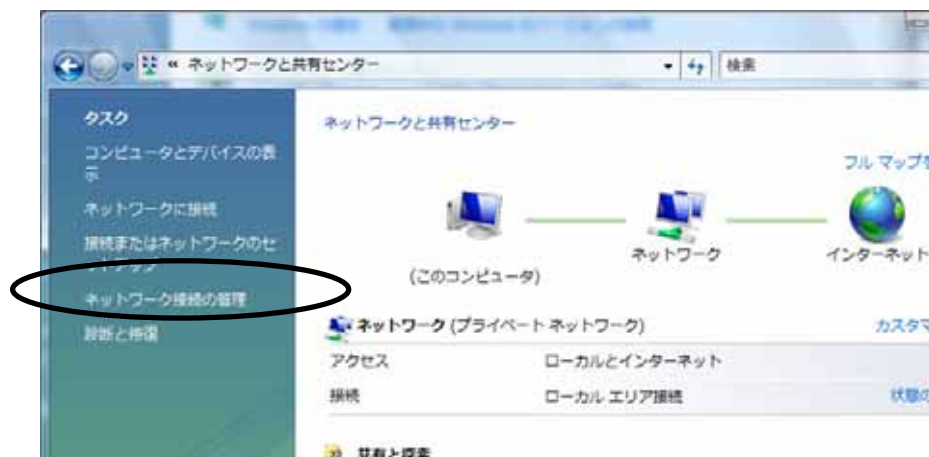 « ネットワークと共有センター
検索
タスク
コンピュータとデバイスの表
示
ネットワークに接続
接続またはネットワークのセ
ットアップ
ネットワーク接続の管理
診断と修復
ネットワークと共有センター
フル マップを
(このコンピュータ)
ネットワーク
インターネット
ネットワーク (プライベート ネットワーク)
カスタマ
アクセス
ローカルとインターネット
接続
ローカル エリア接続
状態の
共有と探索